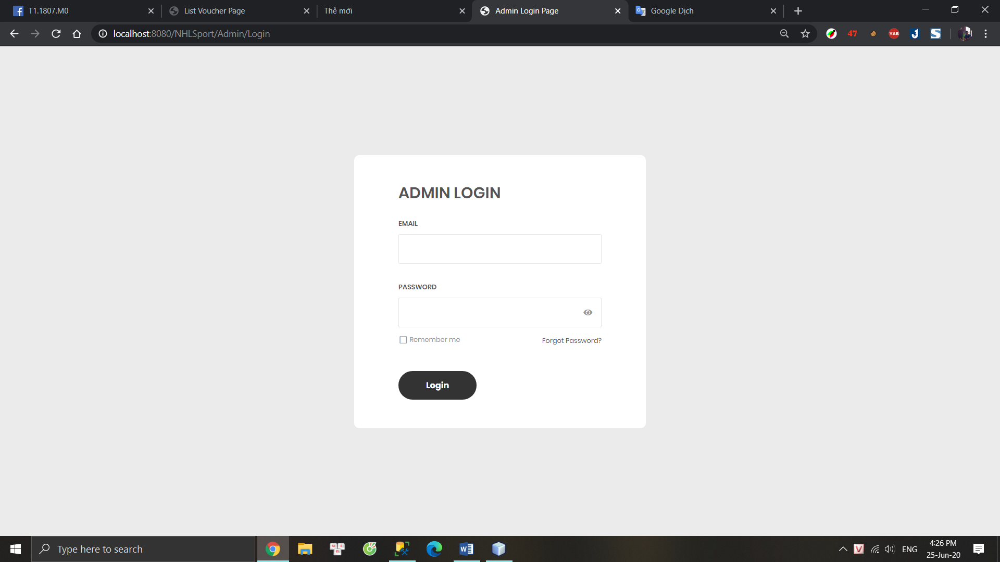 T1.1807.M0
List Voucher Page
Thẻ mới
Admin Login Page
Google Dịch
localhost:8080/NHLSport/Admin/Login
47
YAB
ADMIN LOGIN
EMAIL
PASSWORD
Remember me
Forgot Password?
Login
Type here to search
ENG
4:26 PM
25-Jun-20